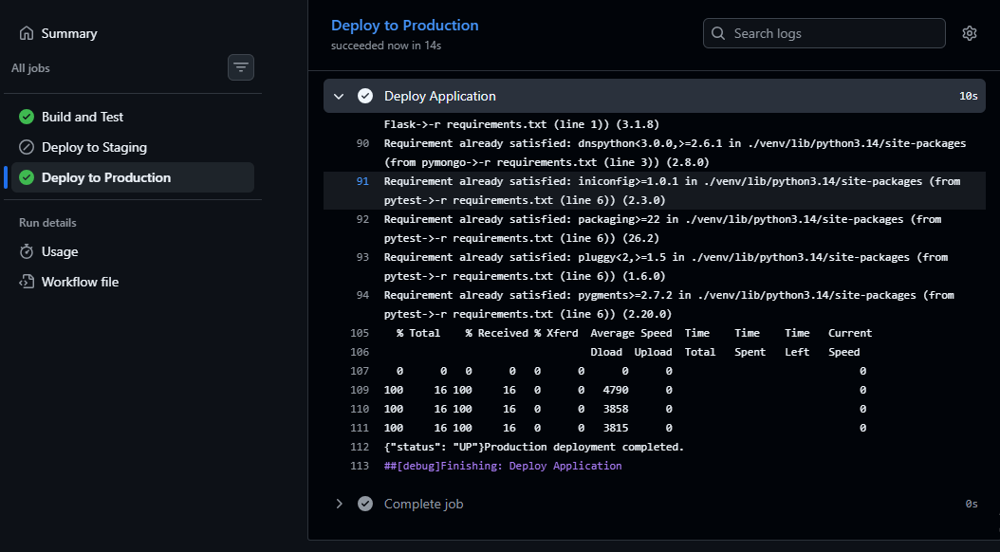 Summary
All jobs
Build and Test
Deploy to Staging
Deploy to Production
Run details
Usage
Workflow file
Deploy to Production
succeeded now in 14s
Search logs
Deploy Application 10s
Flask->-r requirements.txt (line 1)) (3.1.8)
90 Requirement already satisfied: dnspython<3.0.0,>=2.6.1 in ./venv/lib/python3.14/site-packages
(from pymongo->-r requirements.txt (line 3)) (2.8.0)
91 Requirement already satisfied: iniconfig>=1.0.1 in ./venv/lib/python3.14/site-packages (from
pytest->-r requirements.txt (line 6)) (2.3.0)
92 Requirement already satisfied: packaging>=22 in ./venv/lib/python3.14/site-packages (from
pytest->-r requirements.txt (line 6)) (26.2)
93 Requirement already satisfied: pluggy<2,>=1.5 in ./venv/lib/python3.14/site-packages (from
pytest->-r requirements.txt (line 6)) (1.6.0)
94 Requirement already satisfied: pygments>=2.7.2 in ./venv/lib/python3.14/site-packages (from
pytest->-r requirements.txt (line 6)) (2.20.0)
105 % Total % Received % Xferd Average Speed Time Time Time Current
106 Dload Upload Total Spent Left Speed
107 0 0 0 0 0 0 0 0 0
109 100 16 100 16 0 0 4790 0 0
110 100 16 100 16 0 0 3858 0 0
111 100 16 100 16 0 0 3815 0 0
112 {"status": "UP"}Production deployment completed.
113 ##[debug]Finishing: Deploy Application
Complete job 0s